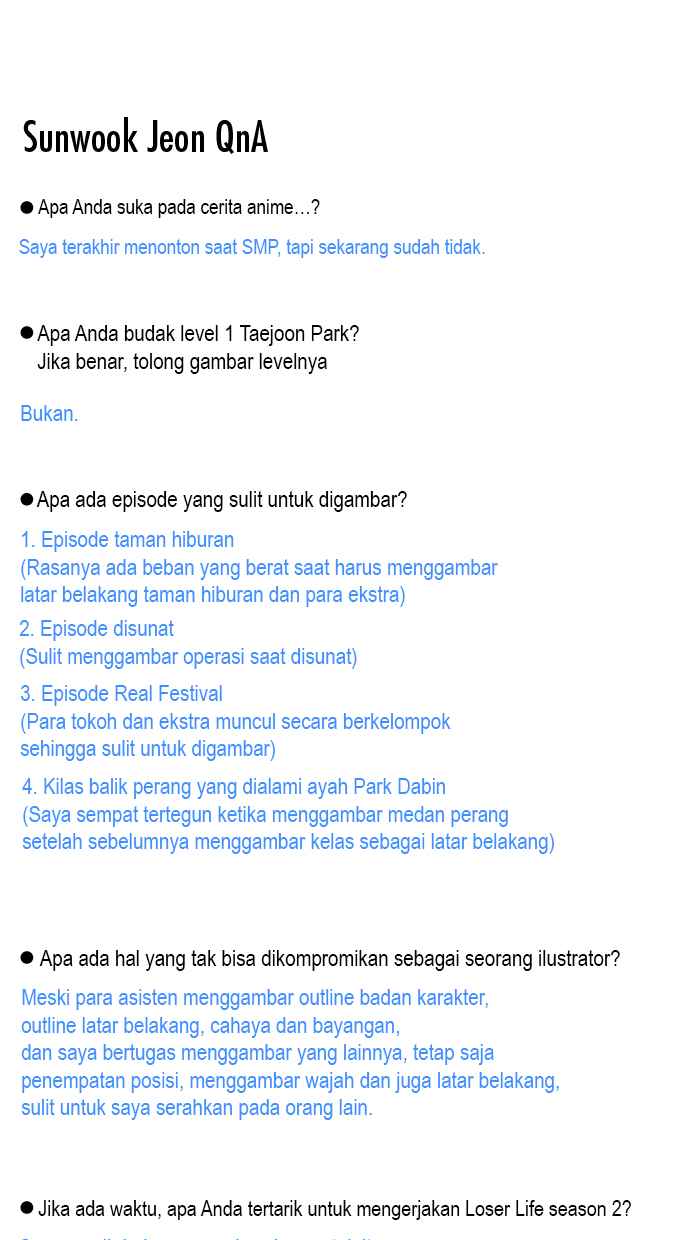 Sunwook Jeon QnA
● Apa Anda suka pada cerita anime...?
Saya terakhir menonton saat SMP, tapi sekarang sudah tidak.
● Apa Anda budak level 1 Taejoon Park?
Jika benar, tolong gambar levelnya
Bukan.
● Apa ada episode yang sulit untuk digambar?
1. Episode taman hiburan
(Rasanya ada beban yang berat saat harus menggambar
latar belakang taman hiburan dan para ekstra)
2. Episode disunat
(Sulit menggambar operasi saat disunat)
3. Episode Real Festival
(Para tokoh dan ekstra muncul secara berkelompok
sehingga sulit untuk digambar)
4. Kilas balik perang yang dialami ayah Park Dabin
(Saya sempat tertegun ketika menggambar medan perang
setelah sebelumnya menggambar kelas sebagai latar belakang)
● Apa ada hal yang tak bisa dikompromikan sebagai seorang ilustrator?
Meski para asisten menggambar outline badan karakter,
outline latar belakang, cahaya dan bayangan,
dan saya bertugas menggambar yang lainnya, tetap saja
penempatan posisi, menggambar wajah dan juga latar belakang,
sulit untuk saya serahkan pada orang lain.
● Jika ada waktu, apa Anda tertarik untuk mengerjakan Loser Life season 2?